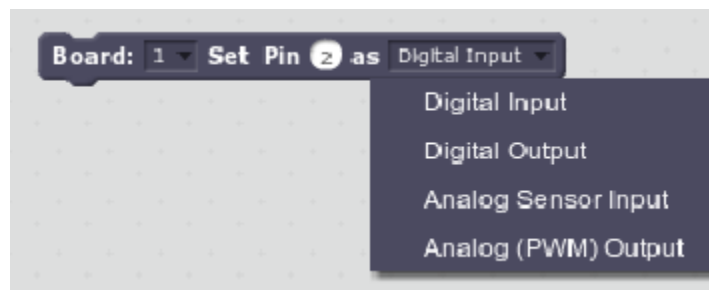 Board: 1 Set Pin 2 as Digital Input
Digital Input
Digital Output
Analog Sensor Input
Analog (PWM) Output